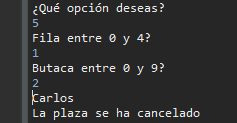 ¿Qué opción deseas?
5
Fila entre 0 y 4?
1
Butaca entre 0 y 9?
2
Carlos
La plaza se ha cancelado